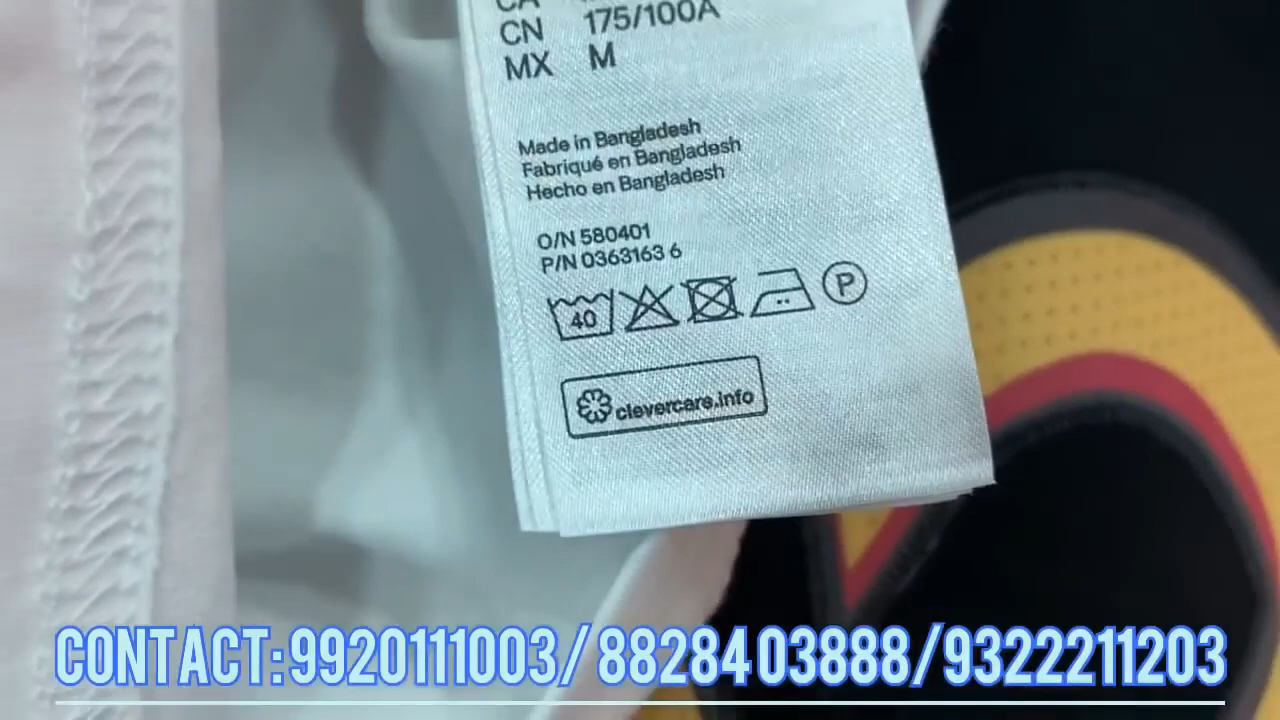 CA
CN 175/100A
MX M
Made in Bangladesh
Fabriqué en Bangladesh
Hecho en Bangladesh
O/N 580401
P/N 0363163 6
40 P
clevercare.info
CONTACT:9920111003/8828403888/9322211203